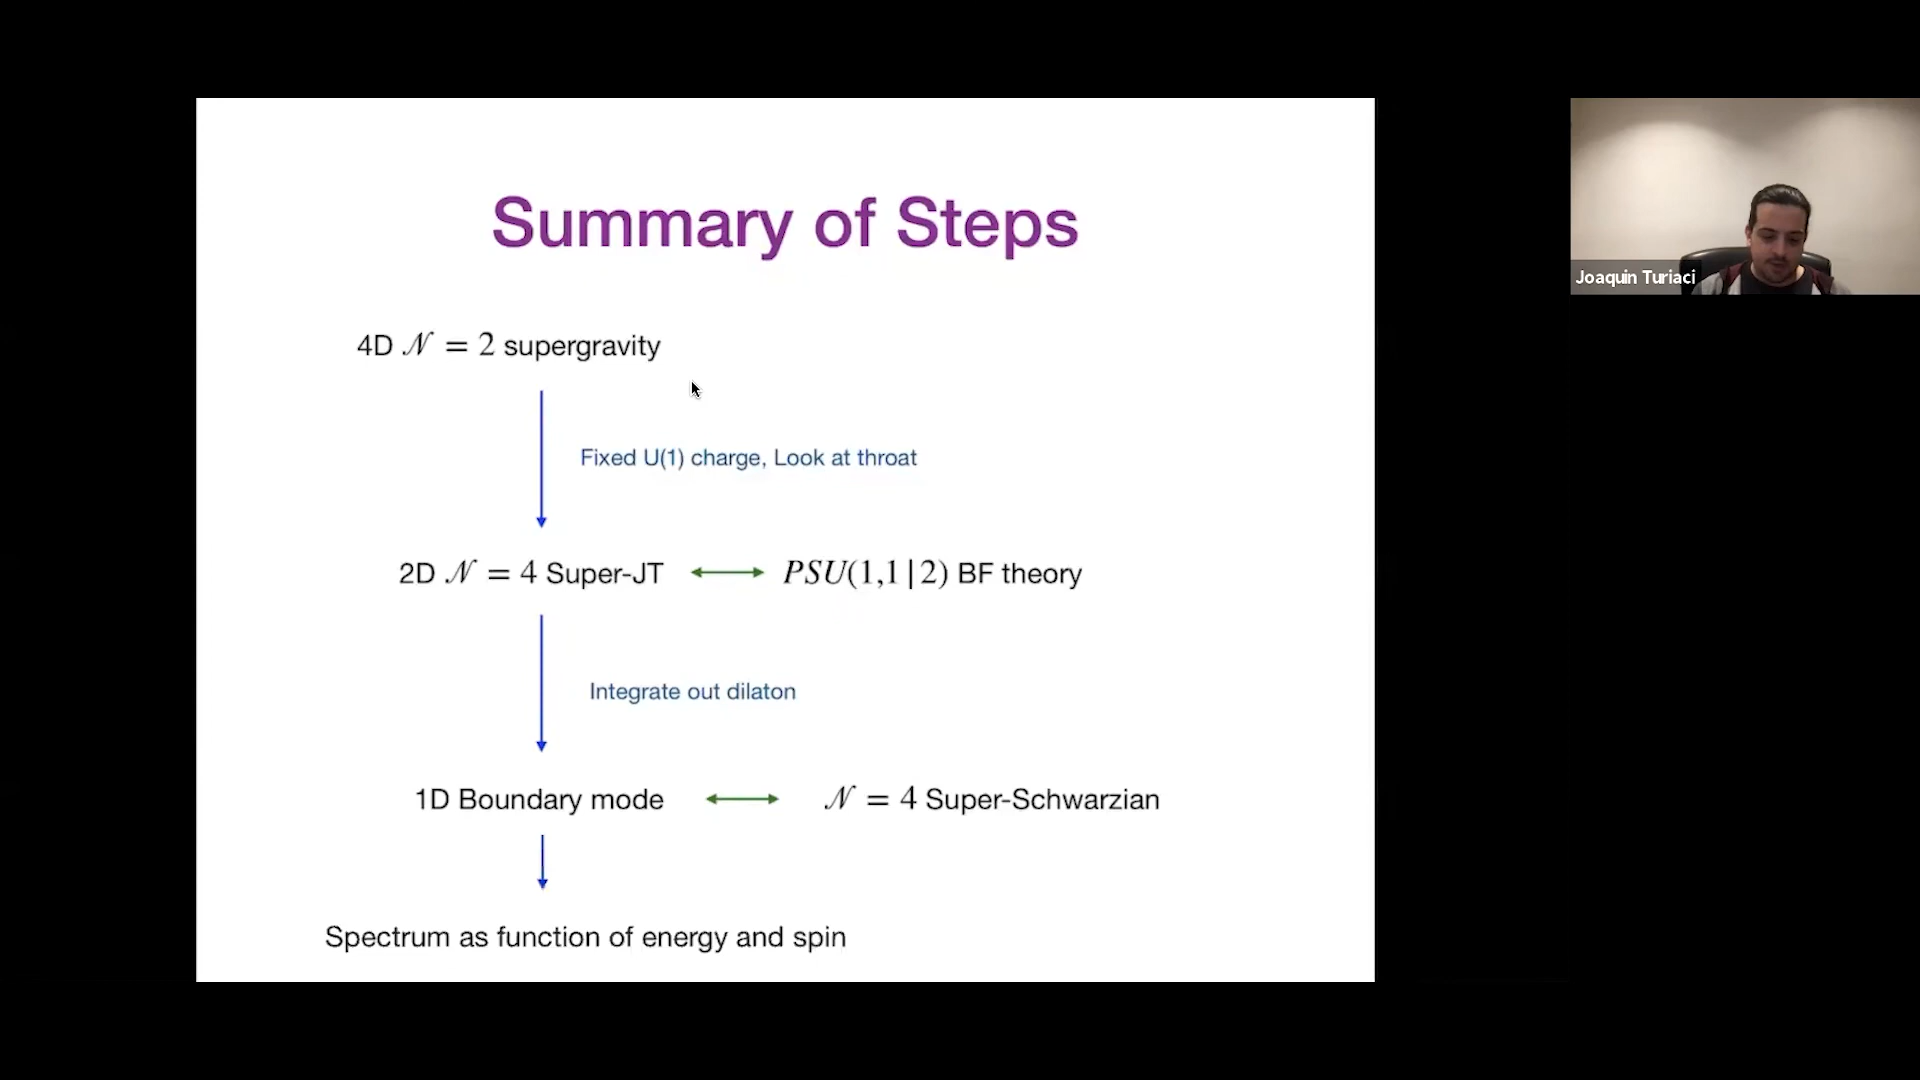 Summary of Steps
Joaquin Turiaci
4D 𝒩 = 2 supergravity
Fixed U(1) charge, Look at throat
2D 𝒩 = 4 Super-JT ⟷ PSU(1,1|2) BF theory
Integrate out dilaton
1D Boundary mode ⟷ 𝒩 = 4 Super-Schwarzian
Spectrum as function of energy and spin